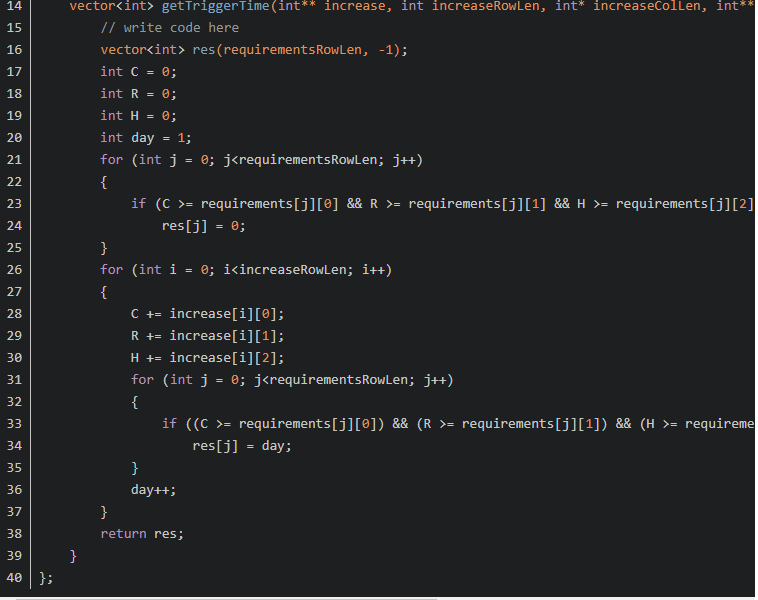 14 vector<int> getTriggerTime(int** increase, int increaseRowLen, int* increaseColLen, int**
15 // write code here
16 vector<int> res(requirementsRowLen, -1);
17 int C = 0;
18 int R = 0;
19 int H = 0;
20 int day = 1;
21 for (int j = 0; j<requirementsRowLen; j++)
22 {
23 if (C >= requirements[j][0] && R >= requirements[j][1] && H >= requirements[j][2]
24 res[j] = 0;
25 }
26 for (int i = 0; i<increaseRowLen; i++)
27 {
28 C += increase[i][0];
29 R += increase[i][1];
30 H += increase[i][2];
31 for (int j = 0; j<requirementsRowLen; j++)
32 {
33 if ((C >= requirements[j][0]) && (R >= requirements[j][1]) && (H >= requireme
34 res[j] = day;
35 }
36 day++;
37 }
38 return res;
39 }
40 };